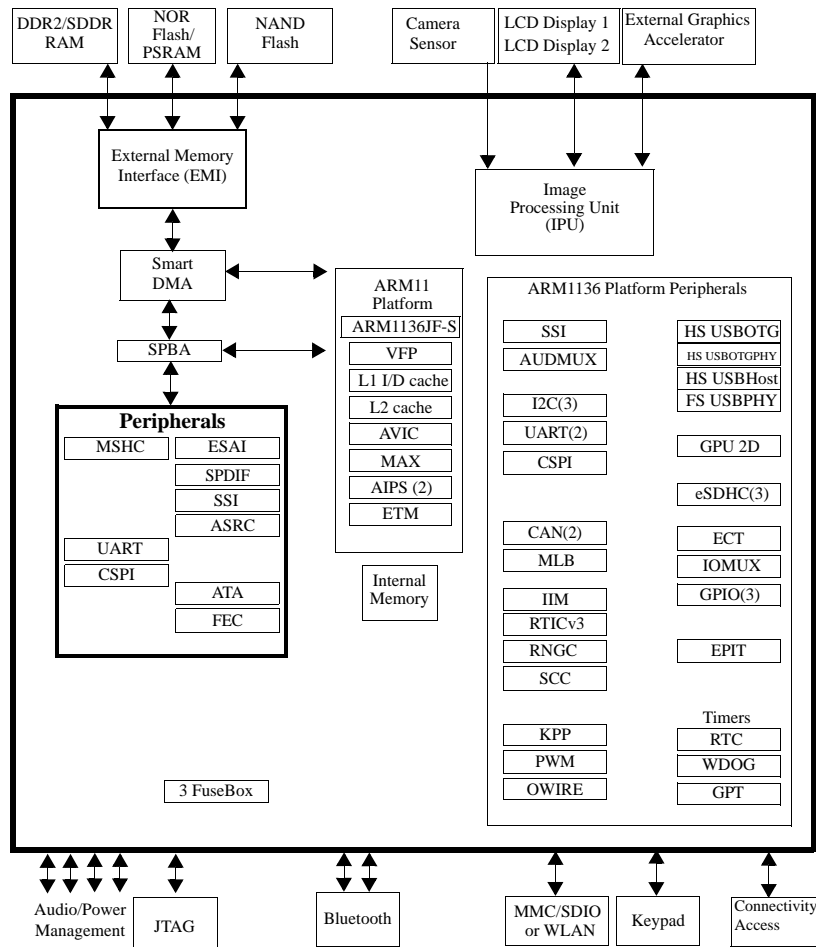 DDR2/SDDR
RAM
NOR
Flash/
PSRAM
NAND
Flash
Camera
Sensor
LCD Display 1
LCD Display 2
External Graphics
Accelerator
External Memory
Interface (EMI)
Image
Processing Unit
(IPU)
Smart
DMA
SPBA
ARM11
Platform
ARM1136JF-S
VFP
L1 I/D cache
L2 cache
AVIC
MAX
AIPS (2)
ETM
Internal
Memory
Peripherals
MSHC
ESAI
SPDIF
SSI
ASRC
UART
CSPI
ATA
FEC
3 FuseBox
ARM1136 Platform Peripherals
SSI
AUDMUX
I2C(3)
UART(2)
CSPI
CAN(2)
MLB
IIM
RTICv3
RNGC
SCC
KPP
PWM
OWIRE
HS USBOTG
HS USBOTGPHY
HS USBHost
FS USBPHY
GPU 2D
eSDHC(3)
ECT
IOMUX
GPIO(3)
EPIT
Timers
RTC
WDOG
GPT
Audio/Power
Management
JTAG
Bluetooth
MMC/SDIO
or WLAN
Keypad
Connectivity
Access